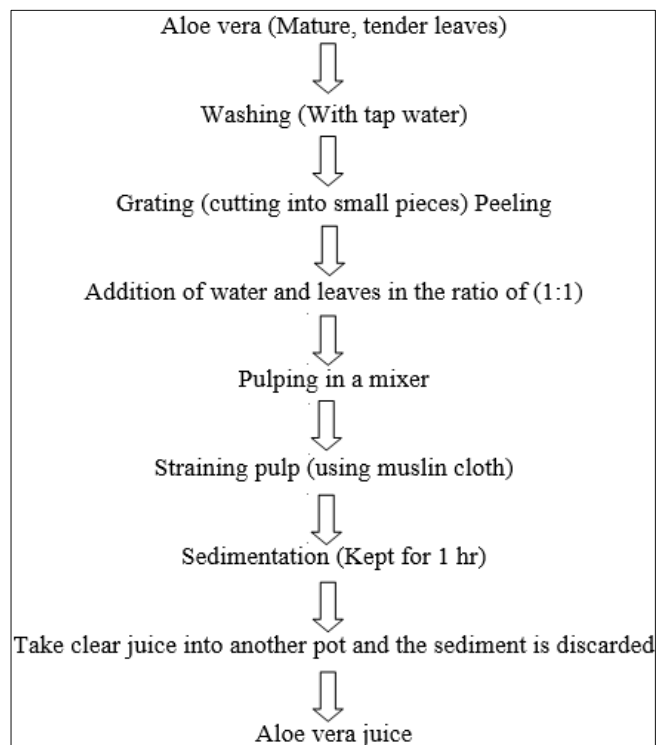 Aloe vera (Mature, tender leaves)
Washing (With tap water)
Grating (cutting into small pieces) Peeling
Addition of water and leaves in the ratio of (1:1)
Pulping in a mixer
Straining pulp (using muslin cloth)
Sedimentation (Kept for 1 hr)
Take clear juice into another pot and the sediment is discarded
Aloe vera juice